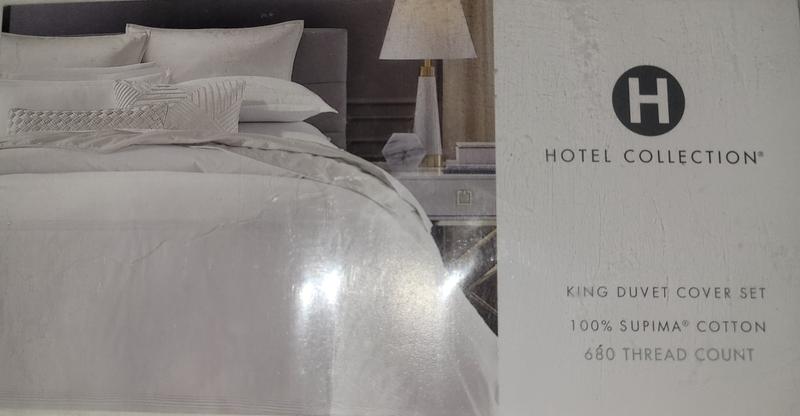 H
HOTEL COLLECTION®
KING DUVET COVER SET
100% SUPIMA® COTTON
680 THREAD COUNT